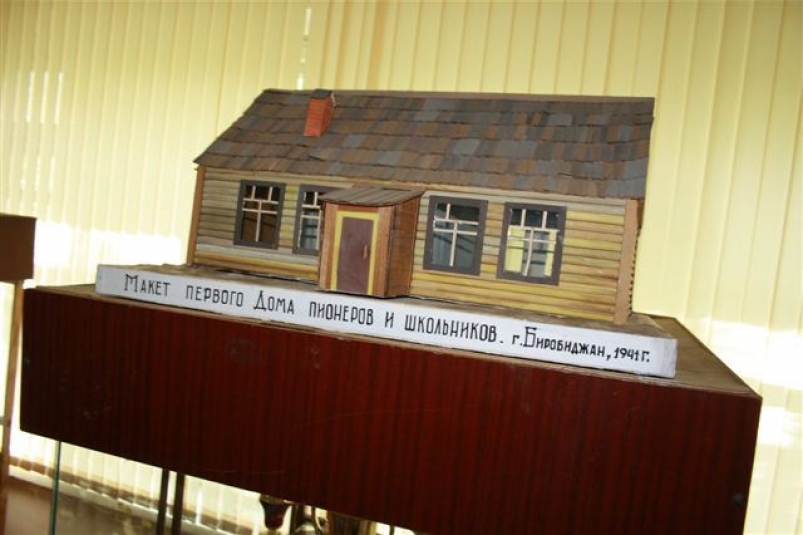 Макет первого Дома пионеров и школьников. г. Биробиджан, 1941 г.